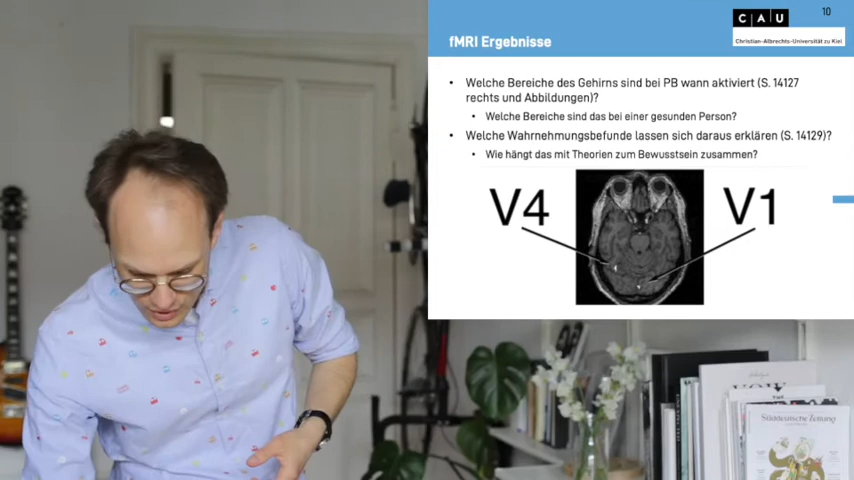 10
CAU
Christian-Albrechts-Universität zu Kiel
fMRI Ergebnisse
• Welche Bereiche des Gehirns sind bei PB wann aktiviert (S. 14127
rechts und Abbildungen)?
• Welche Bereiche sind das bei einer gesunden Person?
• Welche Wahrnehmungsbefunde lassen sich daraus erklären (S. 14129)?
• Wie hängt das mit Theorien zum Bewusstsein zusammen?
V4
V1
Süddeutsche Zeitung